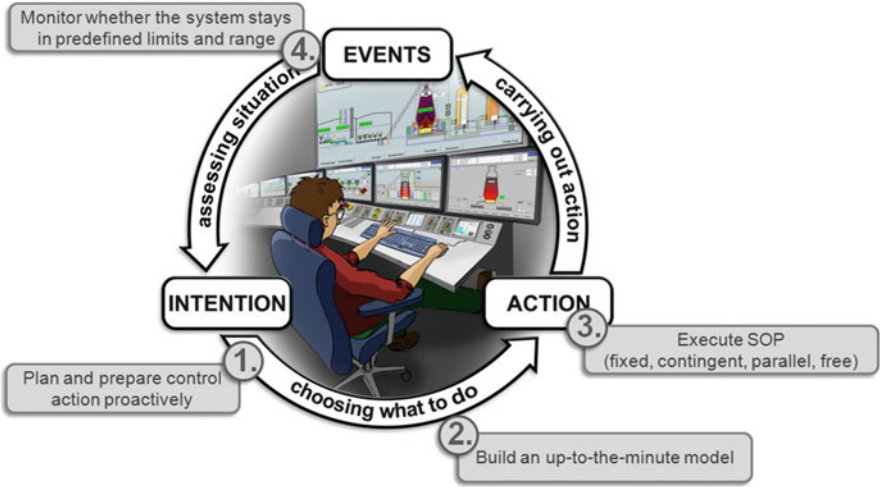 Monitor whether the system stays
in predefined limits and range
4.
EVENTS
assessing situation
carrying out action
INTENTION
ACTION
3.
Execute SOP
(fixed, contingent, parallel, free)
1.
Plan and prepare control
action proactively
choosing what to do
2.
Build an up-to-the-minute model